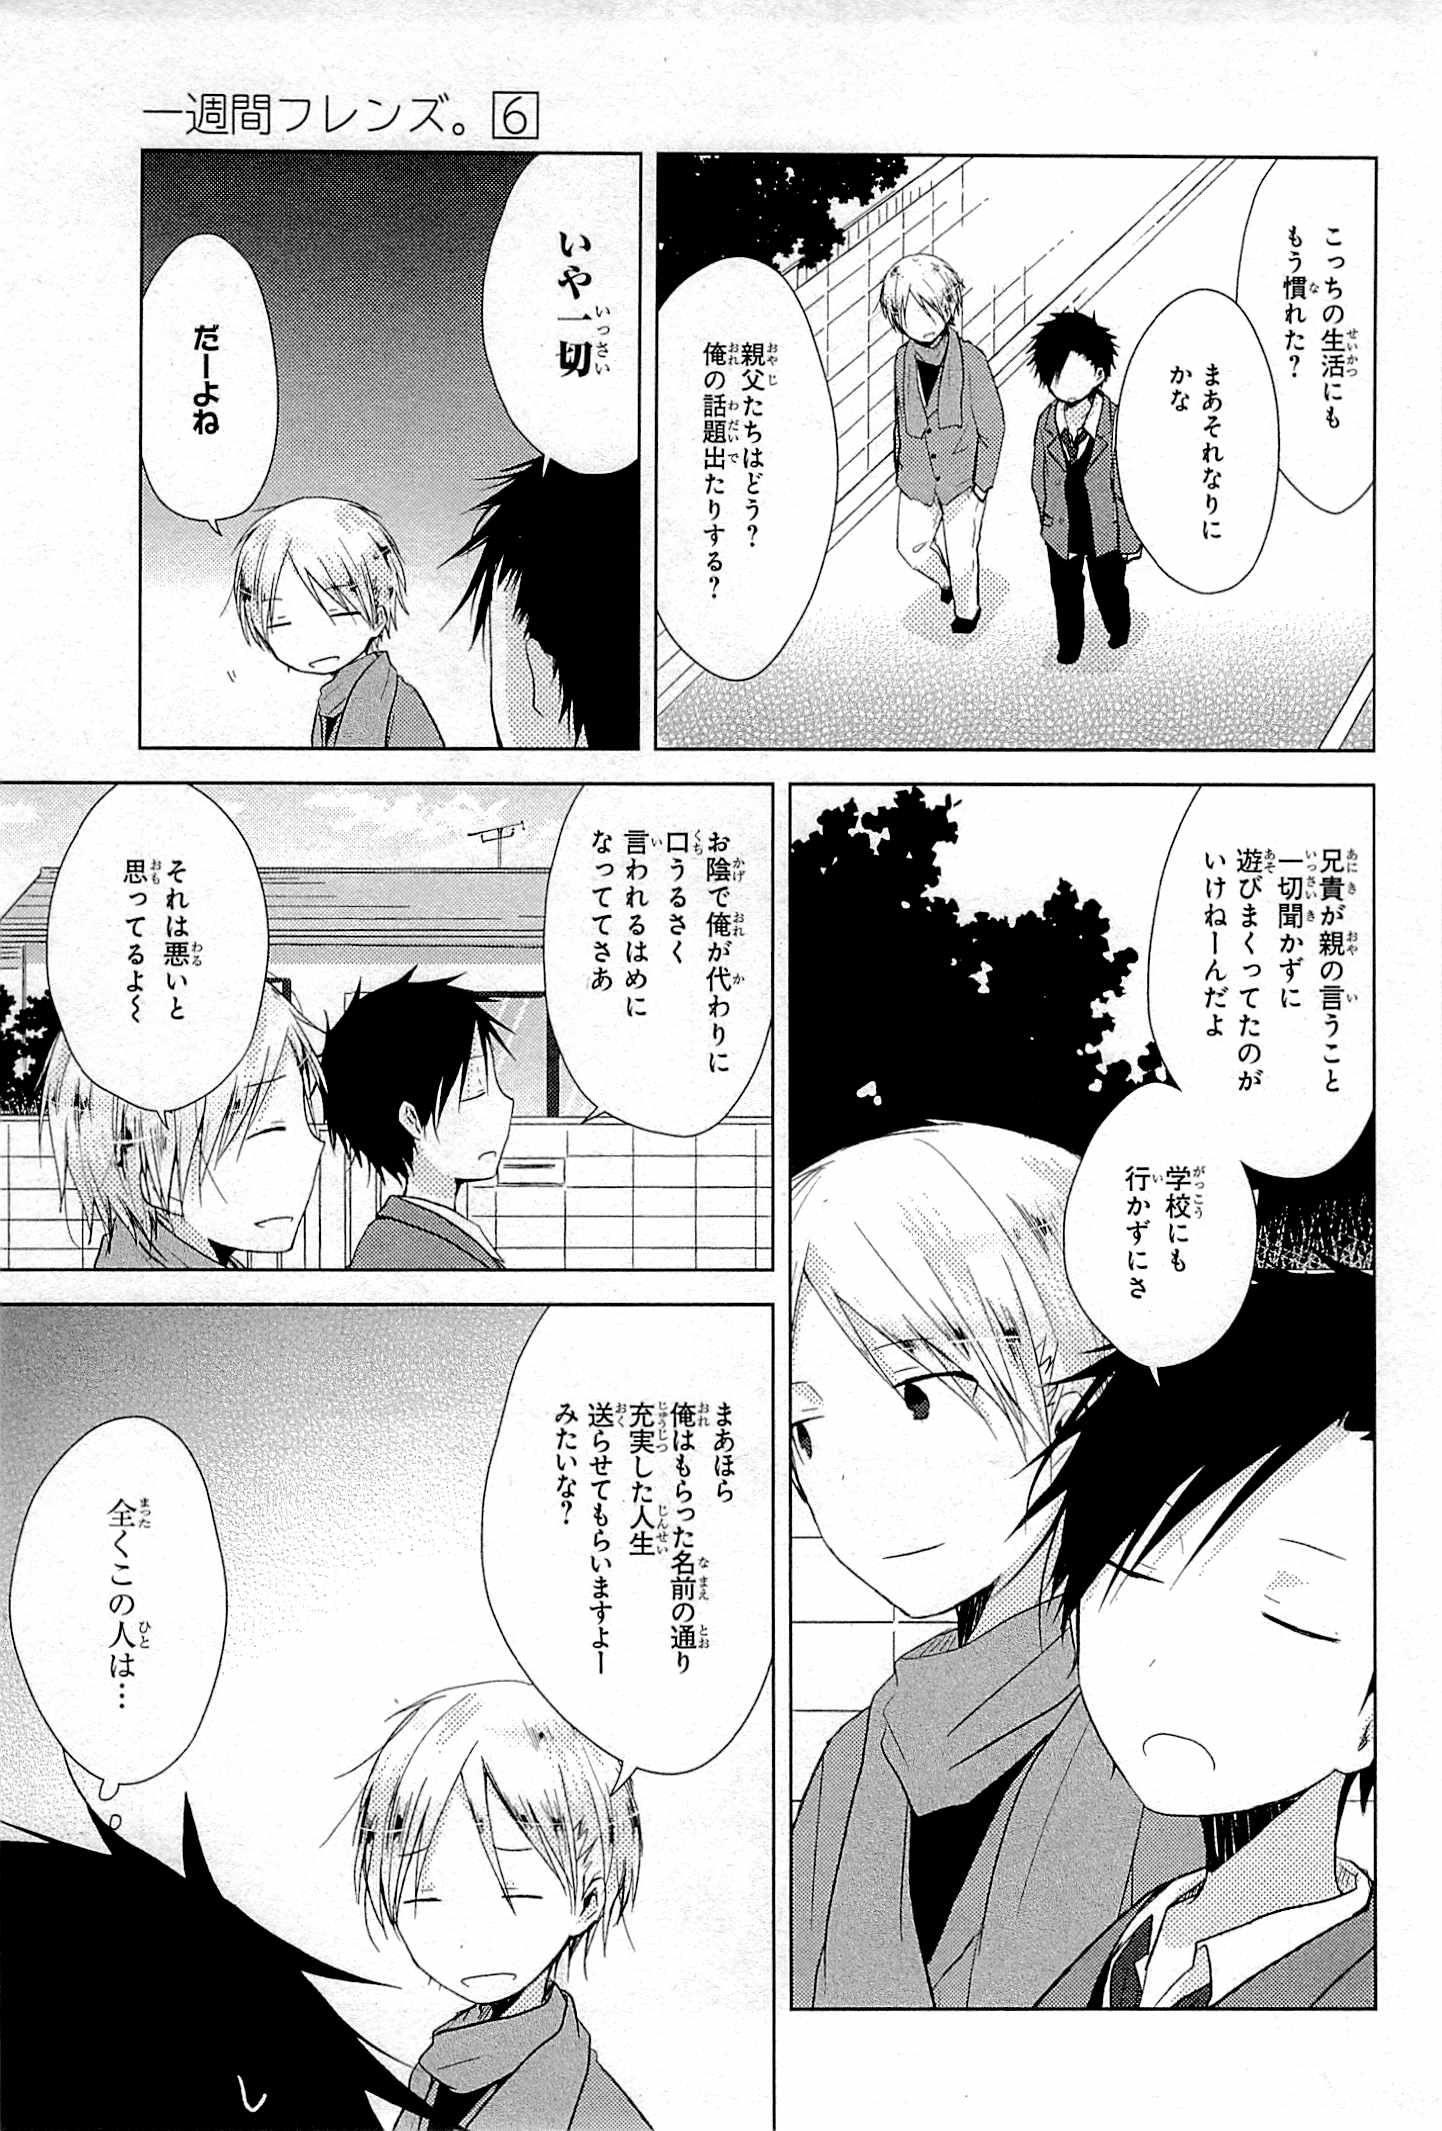 一週間フレンズ。6
こっちの生活にも
もう慣れた?
まあそれなりに
かな
親父たちはどう?
俺の話題出たりする?
いや一切
だーよね
兄貴が親の言うこと
一切聞かずに
遊びまくってたのが
いけねーんだよ
学校にも
行かずにさ
お陰で俺が代わりに
口うるさく
言われるはめに
なっててさあ
それは悪いと
思ってるよ〜
まあほら
俺はもらった名前の通り
充実した人生
送らせてもらいますよー
みたいな?
全くこの人は…